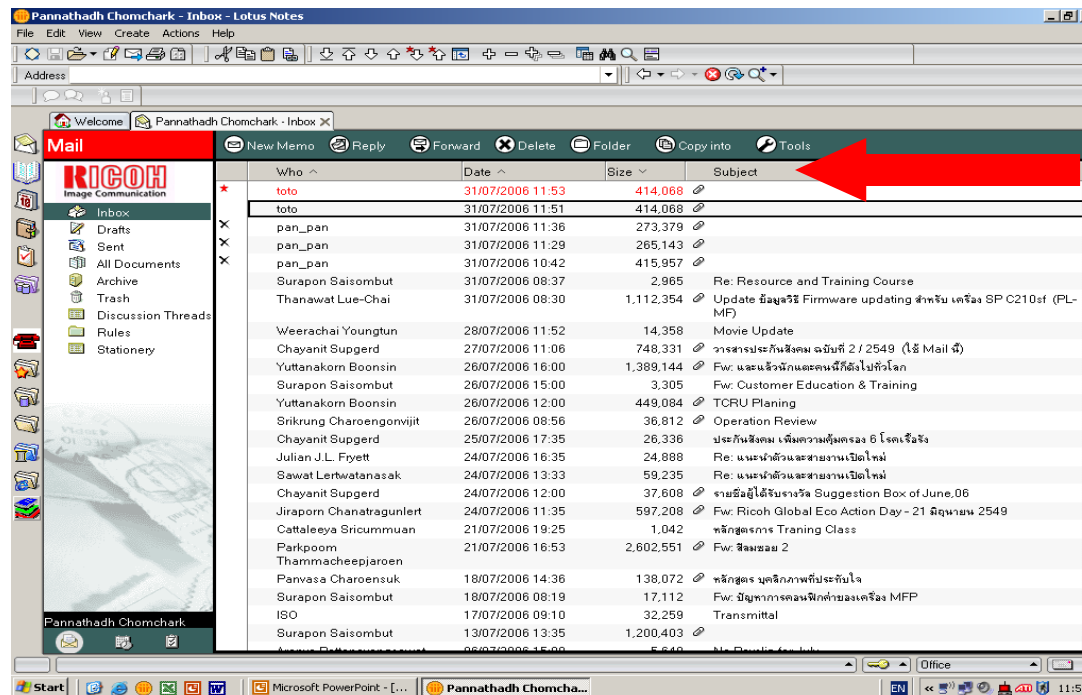 Pannathadh Chomchark - Inbox - Lotus Notes
File Edit View Create Actions Help
Address
Welcome Pannathadh Chomchark - Inbox
Mail
New Memo Reply Forward Delete Folder Copy into Tools
RICOH
Image Communication
Inbox
Drafts
Sent
All Documents
Archive
Trash
Discussion Threads
Rules
Stationery
Pannathadh Chomchark
Who Date Size Subject
toto 31/07/2006 11:53 414,068
toto 31/07/2006 11:51 414,068
pan_pan 31/07/2006 11:36 273,379
pan_pan 31/07/2006 11:29 265,143
pan_pan 31/07/2006 10:42 415,957
Surapon Saisombut 31/07/2006 08:37 2,965 Re: Resource and Training Course
Thanawat Lue-Chai 31/07/2006 08:30 1,112,354 Update ข้อมูลวิธี Firmware updating สำหรับ เครื่อง SP C210sf (PL-
MF)
Weerachai Youngtun 28/07/2006 11:52 14,358 Movie Update
Chayanit Supgerd 27/07/2006 11:06 748,331 วารสารประกันสังคม ฉบับที่ 2 / 2549 (ใช้ Mail นี้)
Yuttanakorn Boonsin 26/07/2006 16:00 1,389,144 Fw: และแล้วนักเตะคนนี้ก็ดังไปทั่วโลก
Surapon Saisombut 26/07/2006 15:00 3,305 Fw: Customer Education & Training
Yuttanakorn Boonsin 26/07/2006 12:00 449,084 TCRU Planing
Srikrung Charoengonvijit 26/07/2006 08:56 36,812 Operation Review
Chayanit Supgerd 25/07/2006 17:35 26,336 ประกันสังคม เพิ่มความคุ้มครอง 6 โรคเรื้อรัง
Julian J.L. Fryett 24/07/2006 16:35 24,888 Re: แนะนำตัวและสายงานเปิดใหม่
Sawat Lertwatanasak 24/07/2006 13:33 59,235 Re: แนะนำตัวและสายงานเปิดใหม่
Chayanit Supgerd 24/07/2006 12:00 37,608 รายชื่อผู้ได้รับรางวัล Suggestion Box of June,06
Jiraporn Chanatragunlert 24/07/2006 11:35 597,208 Fw: Ricoh Global Eco Action Day - 21 มิถุนายน 2549
Cattaleeya Sricummuan 21/07/2006 19:25 1,042 หลักสูตรการ Traning Class
Parkpoom 21/07/2006 16:53 2,602,551 Fw: สี่มซอย 2
Thammacheepjaroen
Panvasa Charoensuk 18/07/2006 14:36 138,072 หลักสูตร บุคลิกภาพที่ประทับใจ
Surapon Saisombut 18/07/2006 08:19 17,112 Fw: ปัญหาการคอนฟิกค่าของเครื่อง MFP
ISO 17/07/2006 09:10 32,259 Transmittal
Surapon Saisombut 13/07/2006 13:35 1,200,403
Office
Start Microsoft PowerPoint - [... Pannathadh Chomcha... EN 11:5